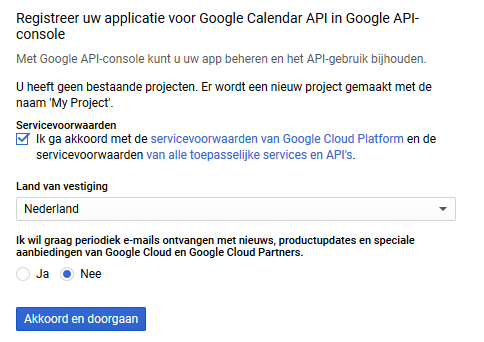 Registreer uw applicatie voor Google Calendar API in Google API-
console
Met Google API-console kunt u uw app beheren en het API-gebruik bijhouden.
U heeft geen bestaande projecten. Er wordt een nieuw project gemaakt met de
naam 'My Project'.
Servicevoorwaarden
Ik ga akkoord met de servicevoorwaarden van Google Cloud Platform en de
servicevoorwaarden van alle toepasselijke services en API's.
Land van vestiging
Nederland
Ik wil graag periodiek e-mails ontvangen met nieuws, productupdates en speciale
aanbiedingen van Google Cloud en Google Cloud Partners.
Ja Nee
Akkoord en doorgaan